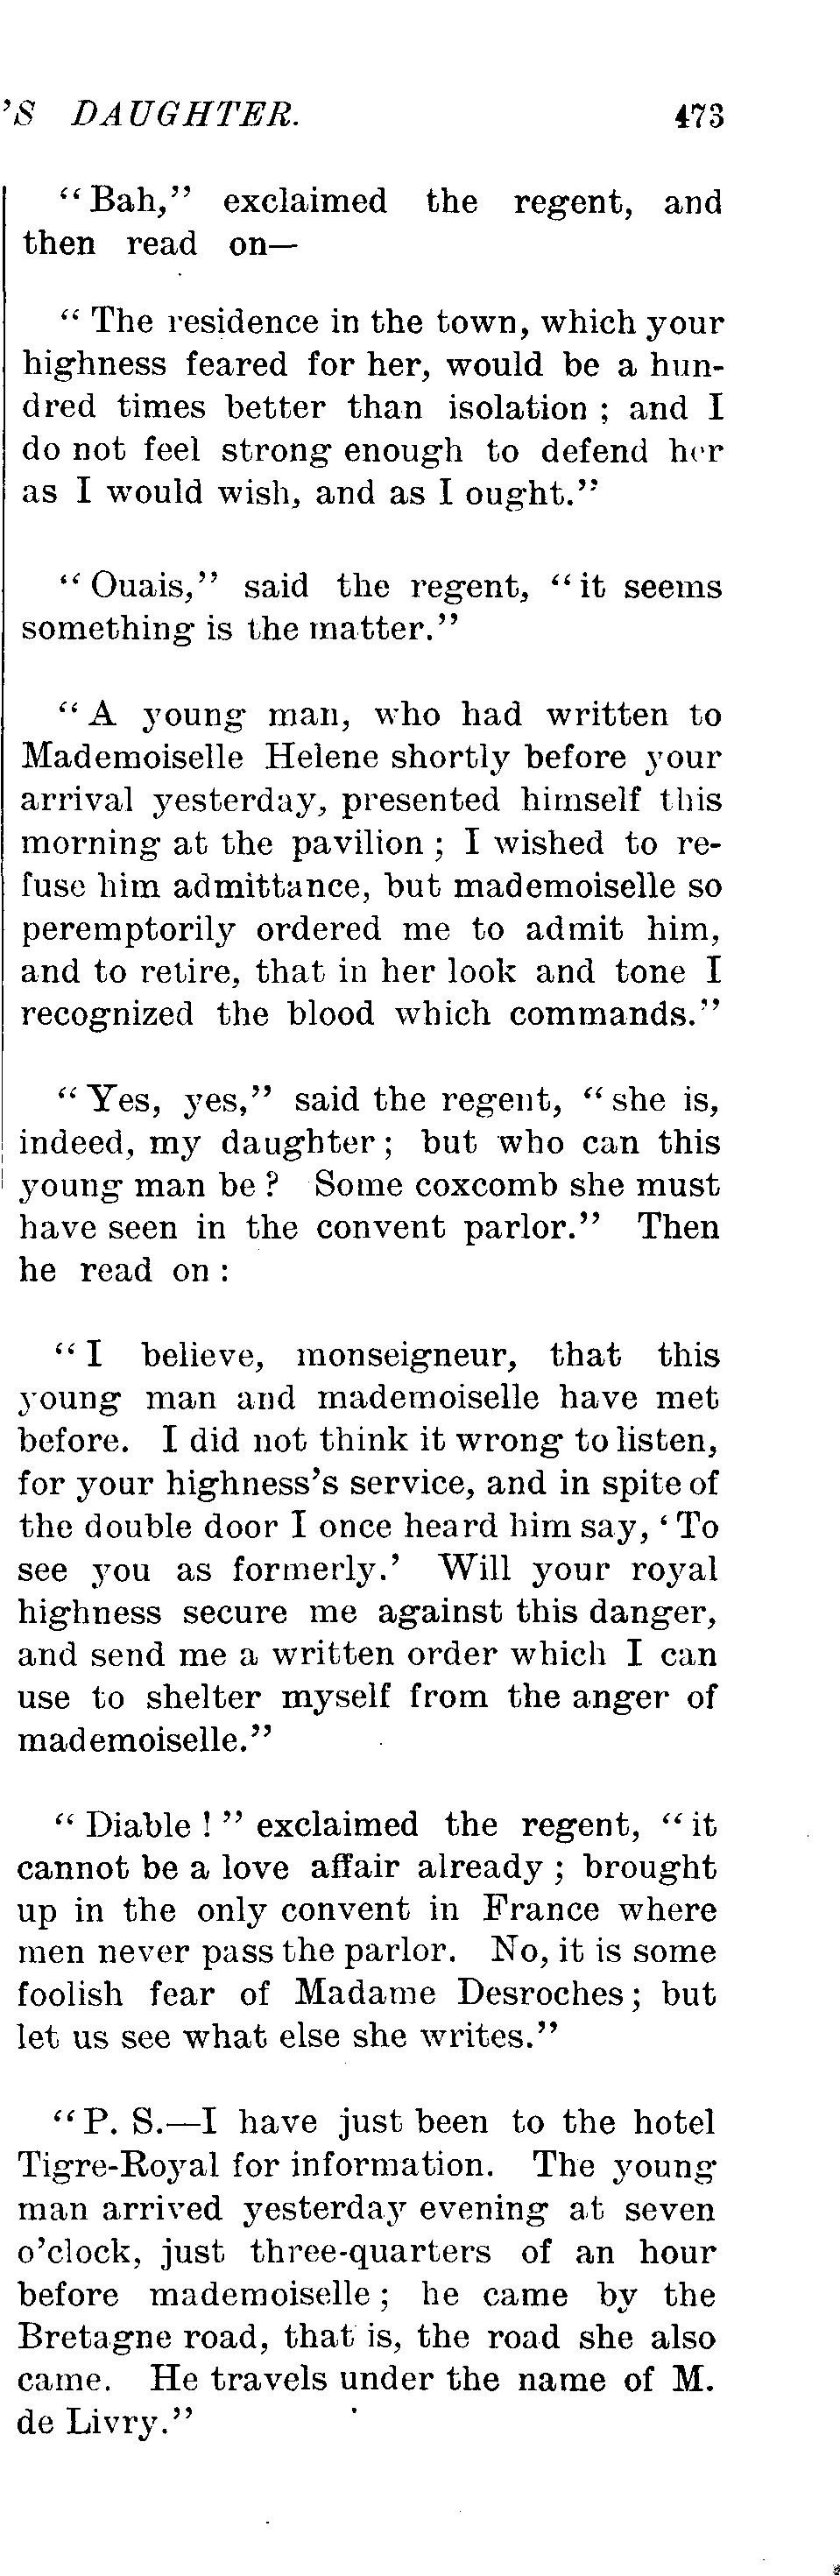 'S DAUGHTER. 473
"Bah," exclaimed the regent, and
then read on—
"The residence in the town, which your
highness feared for her, would be a hun-
dred times better than isolation ; and I
do not feel strong enough to defend her
as I would wish, and as I ought."
"Ouais," said the regent, "it seems
something is the matter."
"A young man, who had written to
Mademoiselle Helene shortly before your
arrival yesterday, presented himself this
morning at the pavilion ; I wished to re-
fuse him admittance, but mademoiselle so
peremptorily ordered me to admit him,
and to retire, that in her look and tone I
recognized the blood which commands."
"Yes, yes," said the regent, "she is,
indeed, my daughter ; but who can this
young man be ? Some coxcomb she must
have seen in the convent parlor." Then
he read on :
"I believe, monseigneur, that this
young man and mademoiselle have met
before. I did not think it wrong to listen,
for your highness's service, and in spite of
the double door I once heard him say, 'To
see you as formerly.' Will your royal
highness secure me against this danger,
and send me a written order which I can
use to shelter myself from the anger of
mademoiselle."
"Diable ! " exclaimed the regent, "it
cannot be a love affair already ; brought
up in the only convent in France where
men never pass the parlor. No, it is some
foolish fear of Madame Desroches ; but
let us see what else she writes."
"P. S.—I have just been to the hotel
Tigre-Royal for information. The young
man arrived yesterday evening at seven
o'clock, just three-quarters of an hour
before mademoiselle ; he came by the
Bretagne road, that is, the road she also
came. He travels under the name of M.
de Livry."